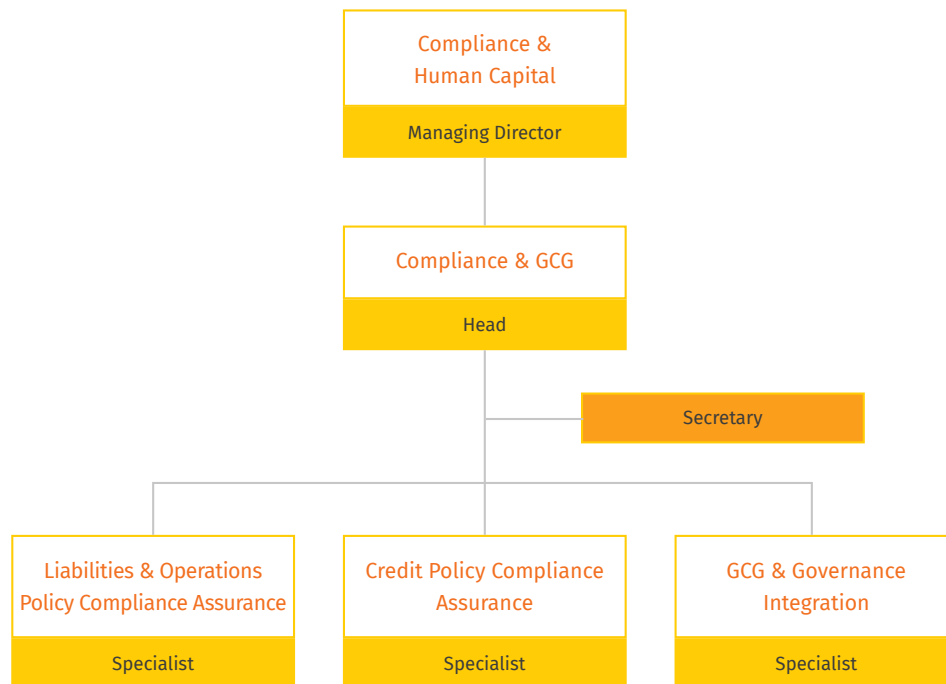 Compliance &
Human Capital
Managing Director
Compliance & GCG
Head
Secretary
Liabilities & Operations
Policy Compliance Assurance
Specialist
Credit Policy Compliance
Assurance
Specialist
GCG & Governance
Integration
Specialist